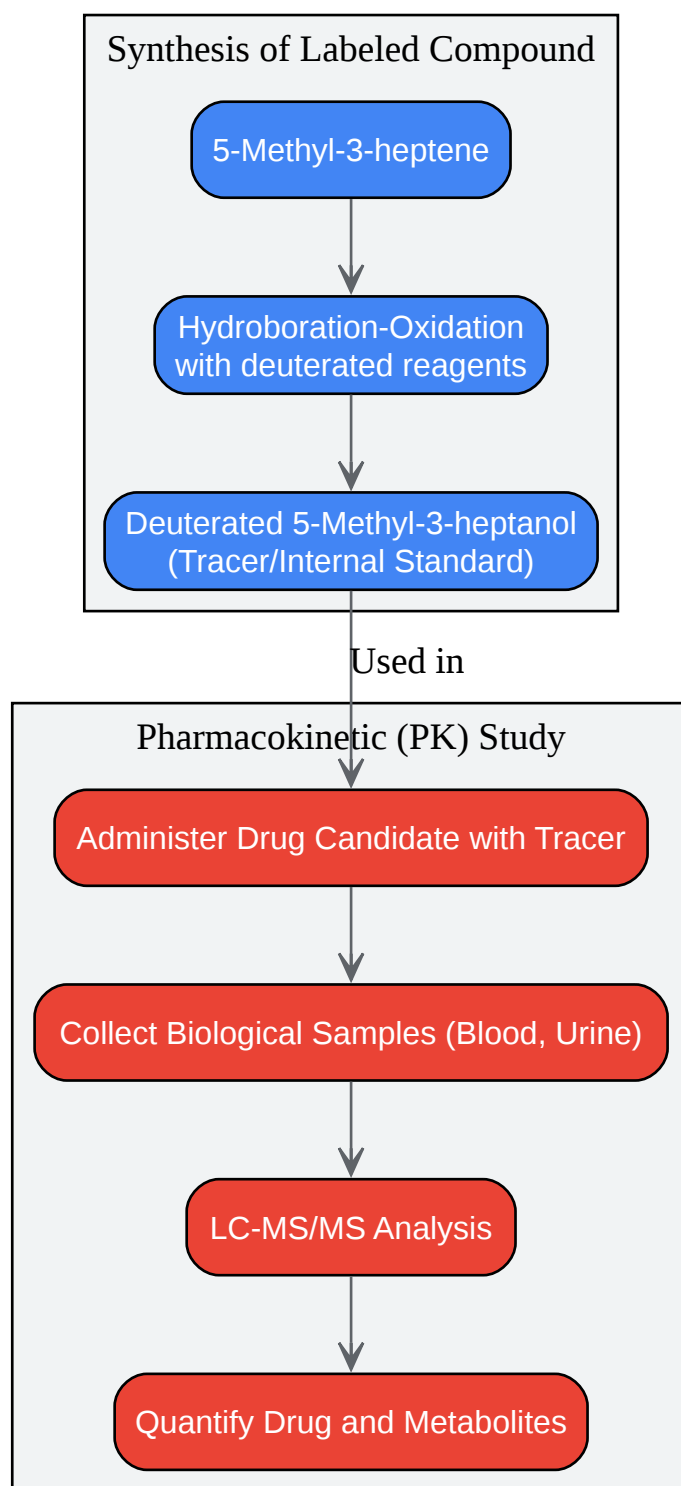 Synthesis of Labeled Compound
5-Methyl-3-heptene
Hydroboration-Oxidation
with deuterated reagents
Deuterated 5-Methyl-3-heptanol
(Tracer/Internal Standard)
Used in
Pharmacokinetic (PK) Study
Administer Drug Candidate with Tracer
Collect Biological Samples (Blood, Urine)
LC-MS/MS Analysis
Quantify Drug and Metabolites